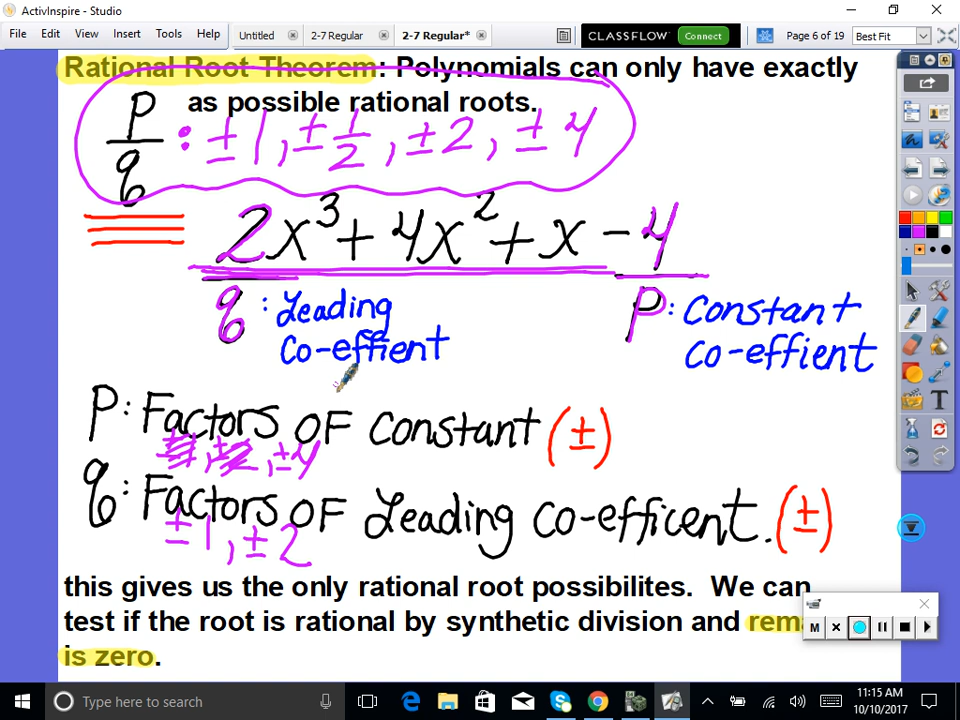 ActivInspire - Studio
File Edit View Insert Tools Help Untitled 2-7 Regular 2-7 Regular* CLASSFLOW Connect Page 6 of 19 Best Fit
Rational Root Theorem: Polynomials can only have exactly
p/q as possible rational roots.
: ±1, ±1/2, ±2, ±4
2x³ + 4x² + x - 4
q : Leading P : Constant
Co-effient Co-effient
P: Factors OF Constant (±)
±1, ±2, ±4
q: Factors OF Leading Co-efficent. (±)
±1, ±2
this gives us the only rational root possibilites. We can
test if the root is rational by synthetic division and
is zero.
M
Type here to search
11:15 AM
10/10/2017